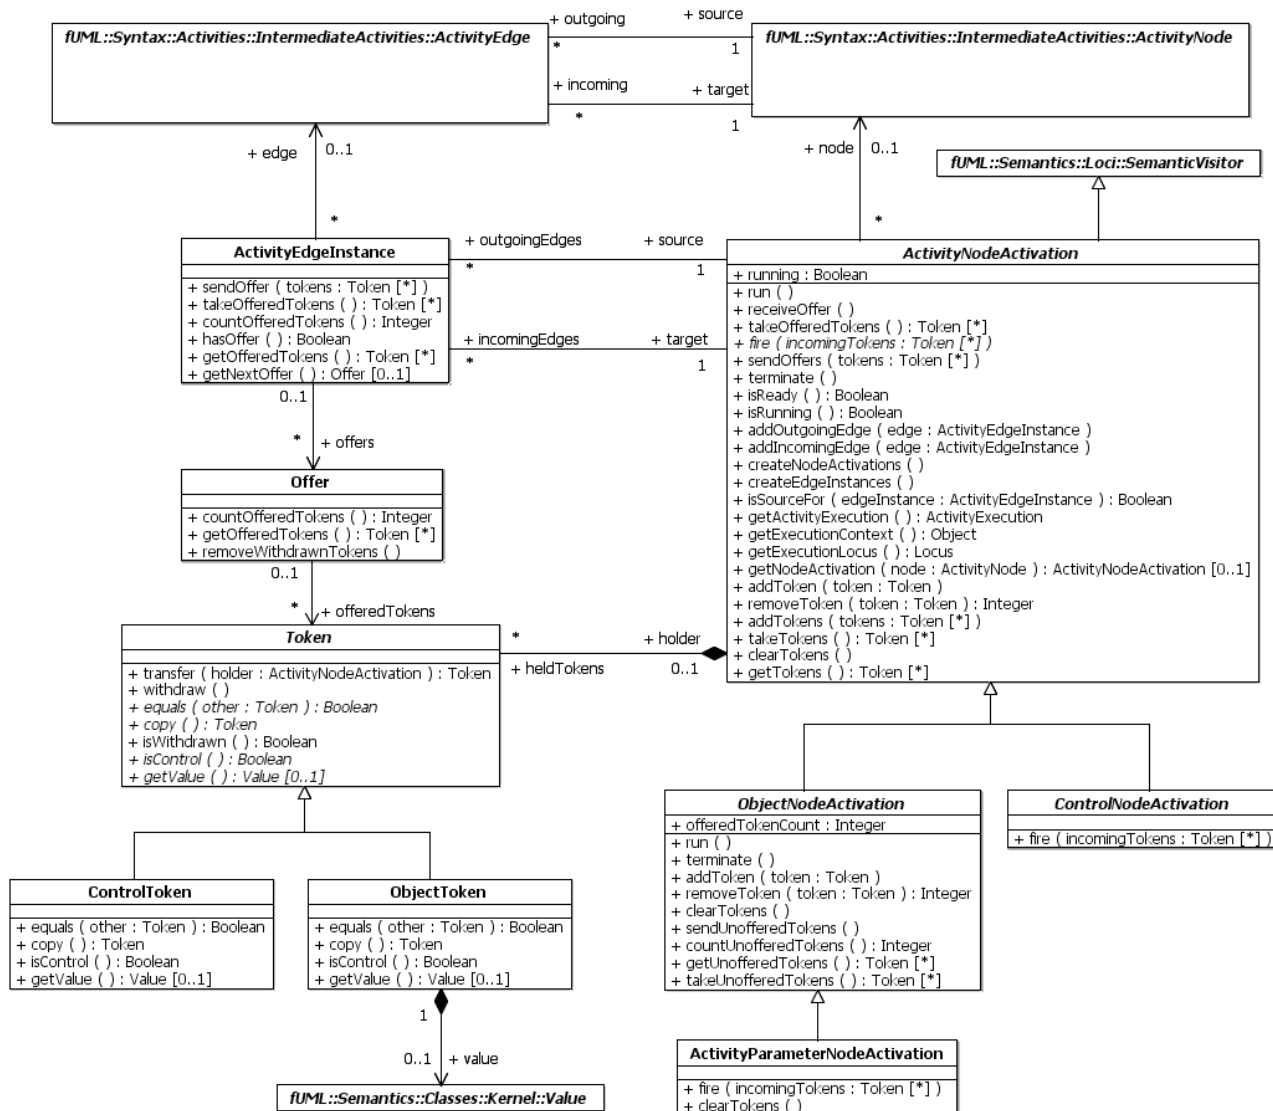 + outgoing
+ source
*
1
fUML::Syntax::Activities::IntermediateActivities::ActivityEdge
fUML::Syntax::Activities::IntermediateActivities::ActivityNode
+ incoming
+ target
*
1
+ edge
0..1
*
+ node
0..1
*
fUML::Semantics::Loci::SemanticVisitor
ActivityEdgeInstance
+ sendOffer ( tokens : Token [*] )
+ takeOfferedTokens ( ) : Token [*]
+ countOfferedTokens ( ) : Integer
+ hasOffer ( ) : Boolean
+ getOfferedTokens ( ) : Token [*]
+ getNextOffer ( ) : Offer [0..1]
+ outgoingEdges
+ source
*
1
+ incomingEdges
+ target
*
1
ActivityNodeActivation
+ running : Boolean
+ run ( )
+ receiveOffer ( )
+ takeOfferedTokens ( ) : Token [*]
+ fire ( incomingTokens : Token [*] )
+ sendOffers ( tokens : Token [*] )
+ terminate ( )
+ isReady ( ) : Boolean
+ isRunning ( ) : Boolean
+ addOutgoingEdge ( edge : ActivityEdgeInstance )
+ addIncomingEdge ( edge : ActivityEdgeInstance )
+ createNodeActivations ( )
+ createEdgeInstances ( )
+ isSourceFor ( edgeInstance : ActivityEdgeInstance ) : Boolean
+ getActivityExecution ( ) : ActivityExecution
+ getExecutionContext ( ) : Object
+ getExecutionLocus ( ) : Locus
+ getNodeActivation ( node : ActivityNode ) : ActivityNodeActivation [0..1]
+ addToken ( token : Token )
+ removeToken ( token : Token ) : Integer
+ addTokens ( tokens : Token [*] )
+ takeTokens ( ) : Token [*]
+ clearTokens ( )
+ getTokens ( ) : Token [*]
0..1
*
+ offers
Offer
+ countOfferedTokens ( ) : Integer
+ getOfferedTokens ( ) : Token [*]
+ removeWithdrawnTokens ( )
0..1
*
+ offeredTokens
Token
+ transfer ( holder : ActivityNodeActivation ) : Token
+ withdraw ( )
+ equals ( other : Token ) : Boolean
+ copy ( ) : Token
+ isWithdrawn ( ) : Boolean
+ isControl ( ) : Boolean
+ getValue ( ) : Value [0..1]
*
+ holder
+ heldTokens
0..1
ControlToken
+ equals ( other : Token ) : Boolean
+ copy ( ) : Token
+ isControl ( ) : Boolean
+ getValue ( ) : Value [0..1]
ObjectToken
+ equals ( other : Token ) : Boolean
+ copy ( ) : Token
+ isControl ( ) : Boolean
+ getValue ( ) : Value [0..1]
1
0..1
+ value
fUML::Semantics::Classes::Kernel::Value
ObjectNodeActivation
+ offeredTokenCount : Integer
+ run ( )
+ terminate ( )
+ addToken ( token : Token )
+ removeToken ( token : Token ) : Integer
+ clearTokens ( )
+ sendUnofferedTokens ( )
+ countUnofferedTokens ( ) : Integer
+ getUnofferedTokens ( ) : Token [*]
+ takeUnofferedTokens ( ) : Token [*]
ControlNodeActivation
+ fire ( incomingTokens : Token [*] )
ActivityParameterNodeActivation
+ fire ( incomingTokens : Token [*] )
+ clearTokens ( )